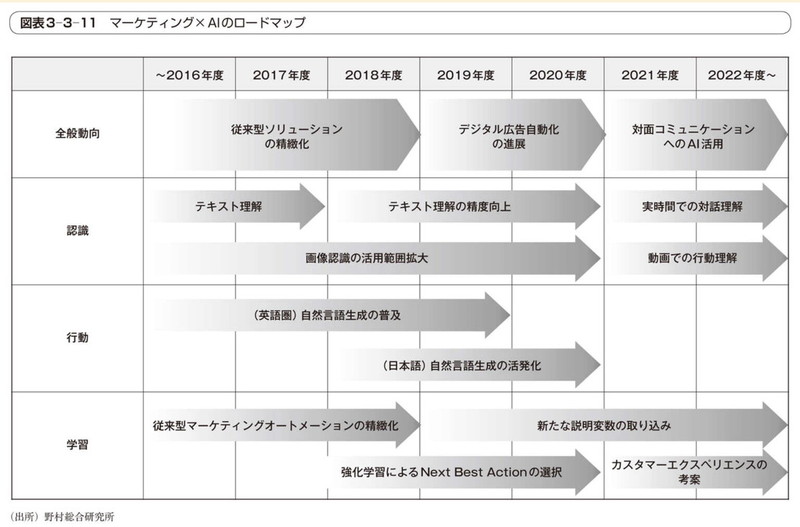 図表3-3-11 マーケティング×AIのロードマップ
～2016年度 2017年度 2018年度 2019年度 2020年度 2021年度 2022年度～
全般動向
従来型ソリューション
の精緻化
デジタル広告自動化
の進展
対面コミュニケーション
へのAI活用
認識
テキスト理解
テキスト理解の精度向上
実時間での対話理解
画像認識の活用範囲拡大
動画での行動理解
行動
（英語圏）自然言語生成の普及
（日本語）自然言語生成の活発化
学習
従来型マーケティングオートメーションの精緻化
新たな説明変数の取り込み
強化学習によるNext Best Actionの選択
カスタマーエクスペリエンスの
考案
（出所）野村総合研究所